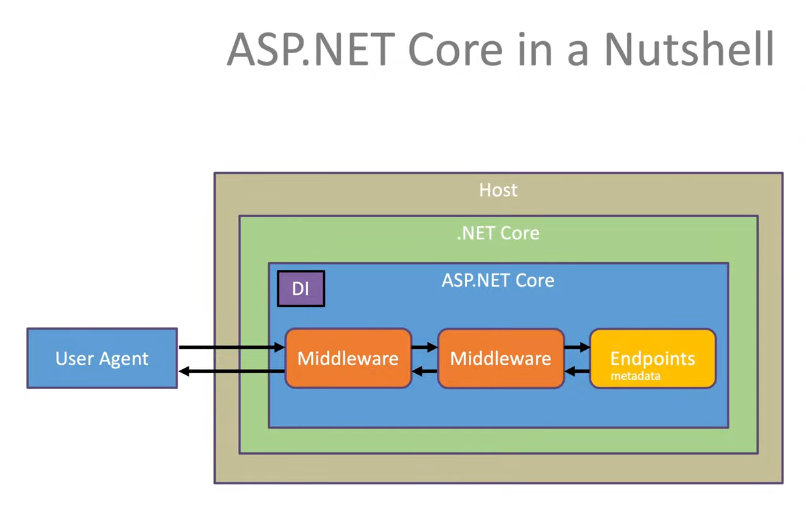 ASP.NET Core in a Nutshell
Host
.NET Core
ASP.NET Core
DI
User Agent
Middleware
Middleware
Endpoints
metadata